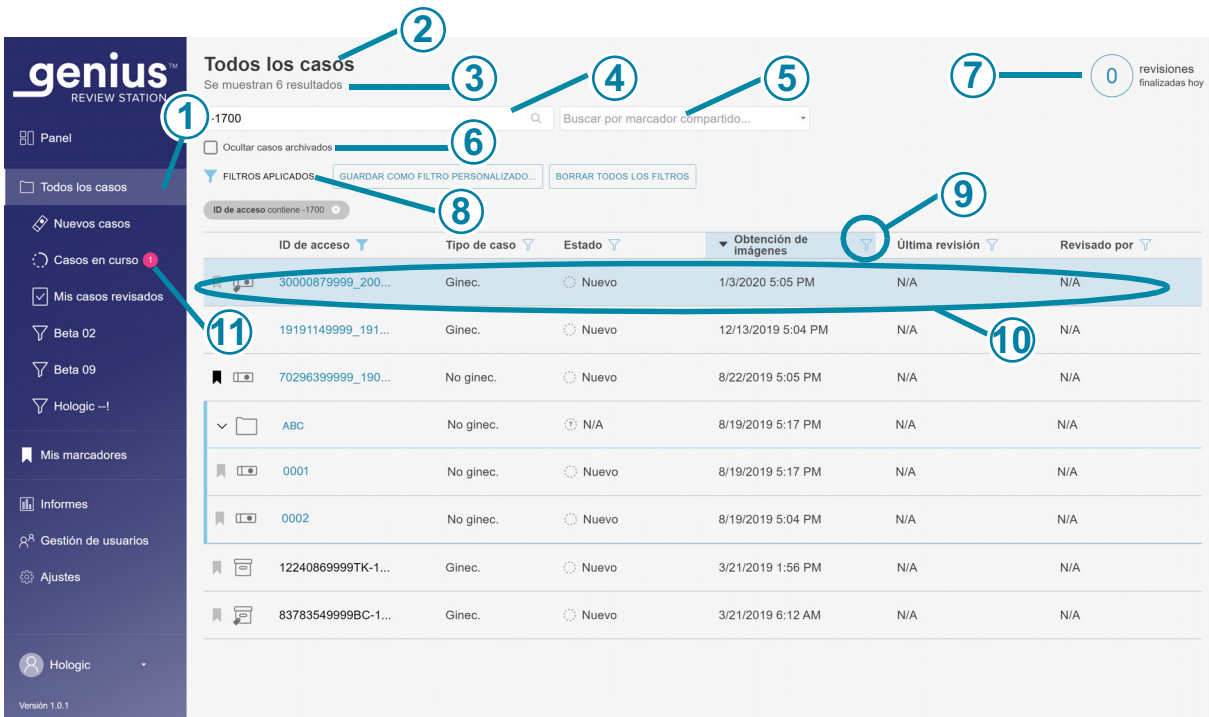 genius™
REVIEW STATION
Panel
Todos los casos
Nuevos casos
Casos en curso 1
Mis casos revisados
Beta 02
Beta 09
Hologic --!
Mis marcadores
Informes
Gestión de usuarios
Ajustes
Hologic
Versión 1.0.1
1
2
3
4
5
6
7
8
9
10
11
Todos los casos
Se muestran 6 resultados
0 revisiones
finalizadas hoy
-1700
Buscar por marcador compartido...
Ocultar casos archivados
FILTROS APLICADOS
GUARDAR COMO FILTRO PERSONALIZADO...
BORRAR TODOS LOS FILTROS
ID de acceso contiene -1700
ID de acceso Tipo de caso Estado Obtención de imágenes Última revisión Revisado por
30000879999_200... Ginec. Nuevo 1/3/2020 5:05 PM N/A N/A
19191149999_191... Ginec. Nuevo 12/13/2019 5:04 PM N/A N/A
70296399999_190... No ginec. Nuevo 8/22/2019 5:05 PM N/A N/A
ABC No ginec. N/A 8/19/2019 5:17 PM N/A N/A
0001 No ginec. Nuevo 8/19/2019 5:17 PM N/A N/A
0002 No ginec. Nuevo 8/19/2019 5:04 PM N/A N/A
12240869999TK-1... Ginec. Nuevo 3/21/2019 1:56 PM N/A N/A
83783549999BC-1... Ginec. Nuevo 3/21/2019 6:12 AM N/A N/A